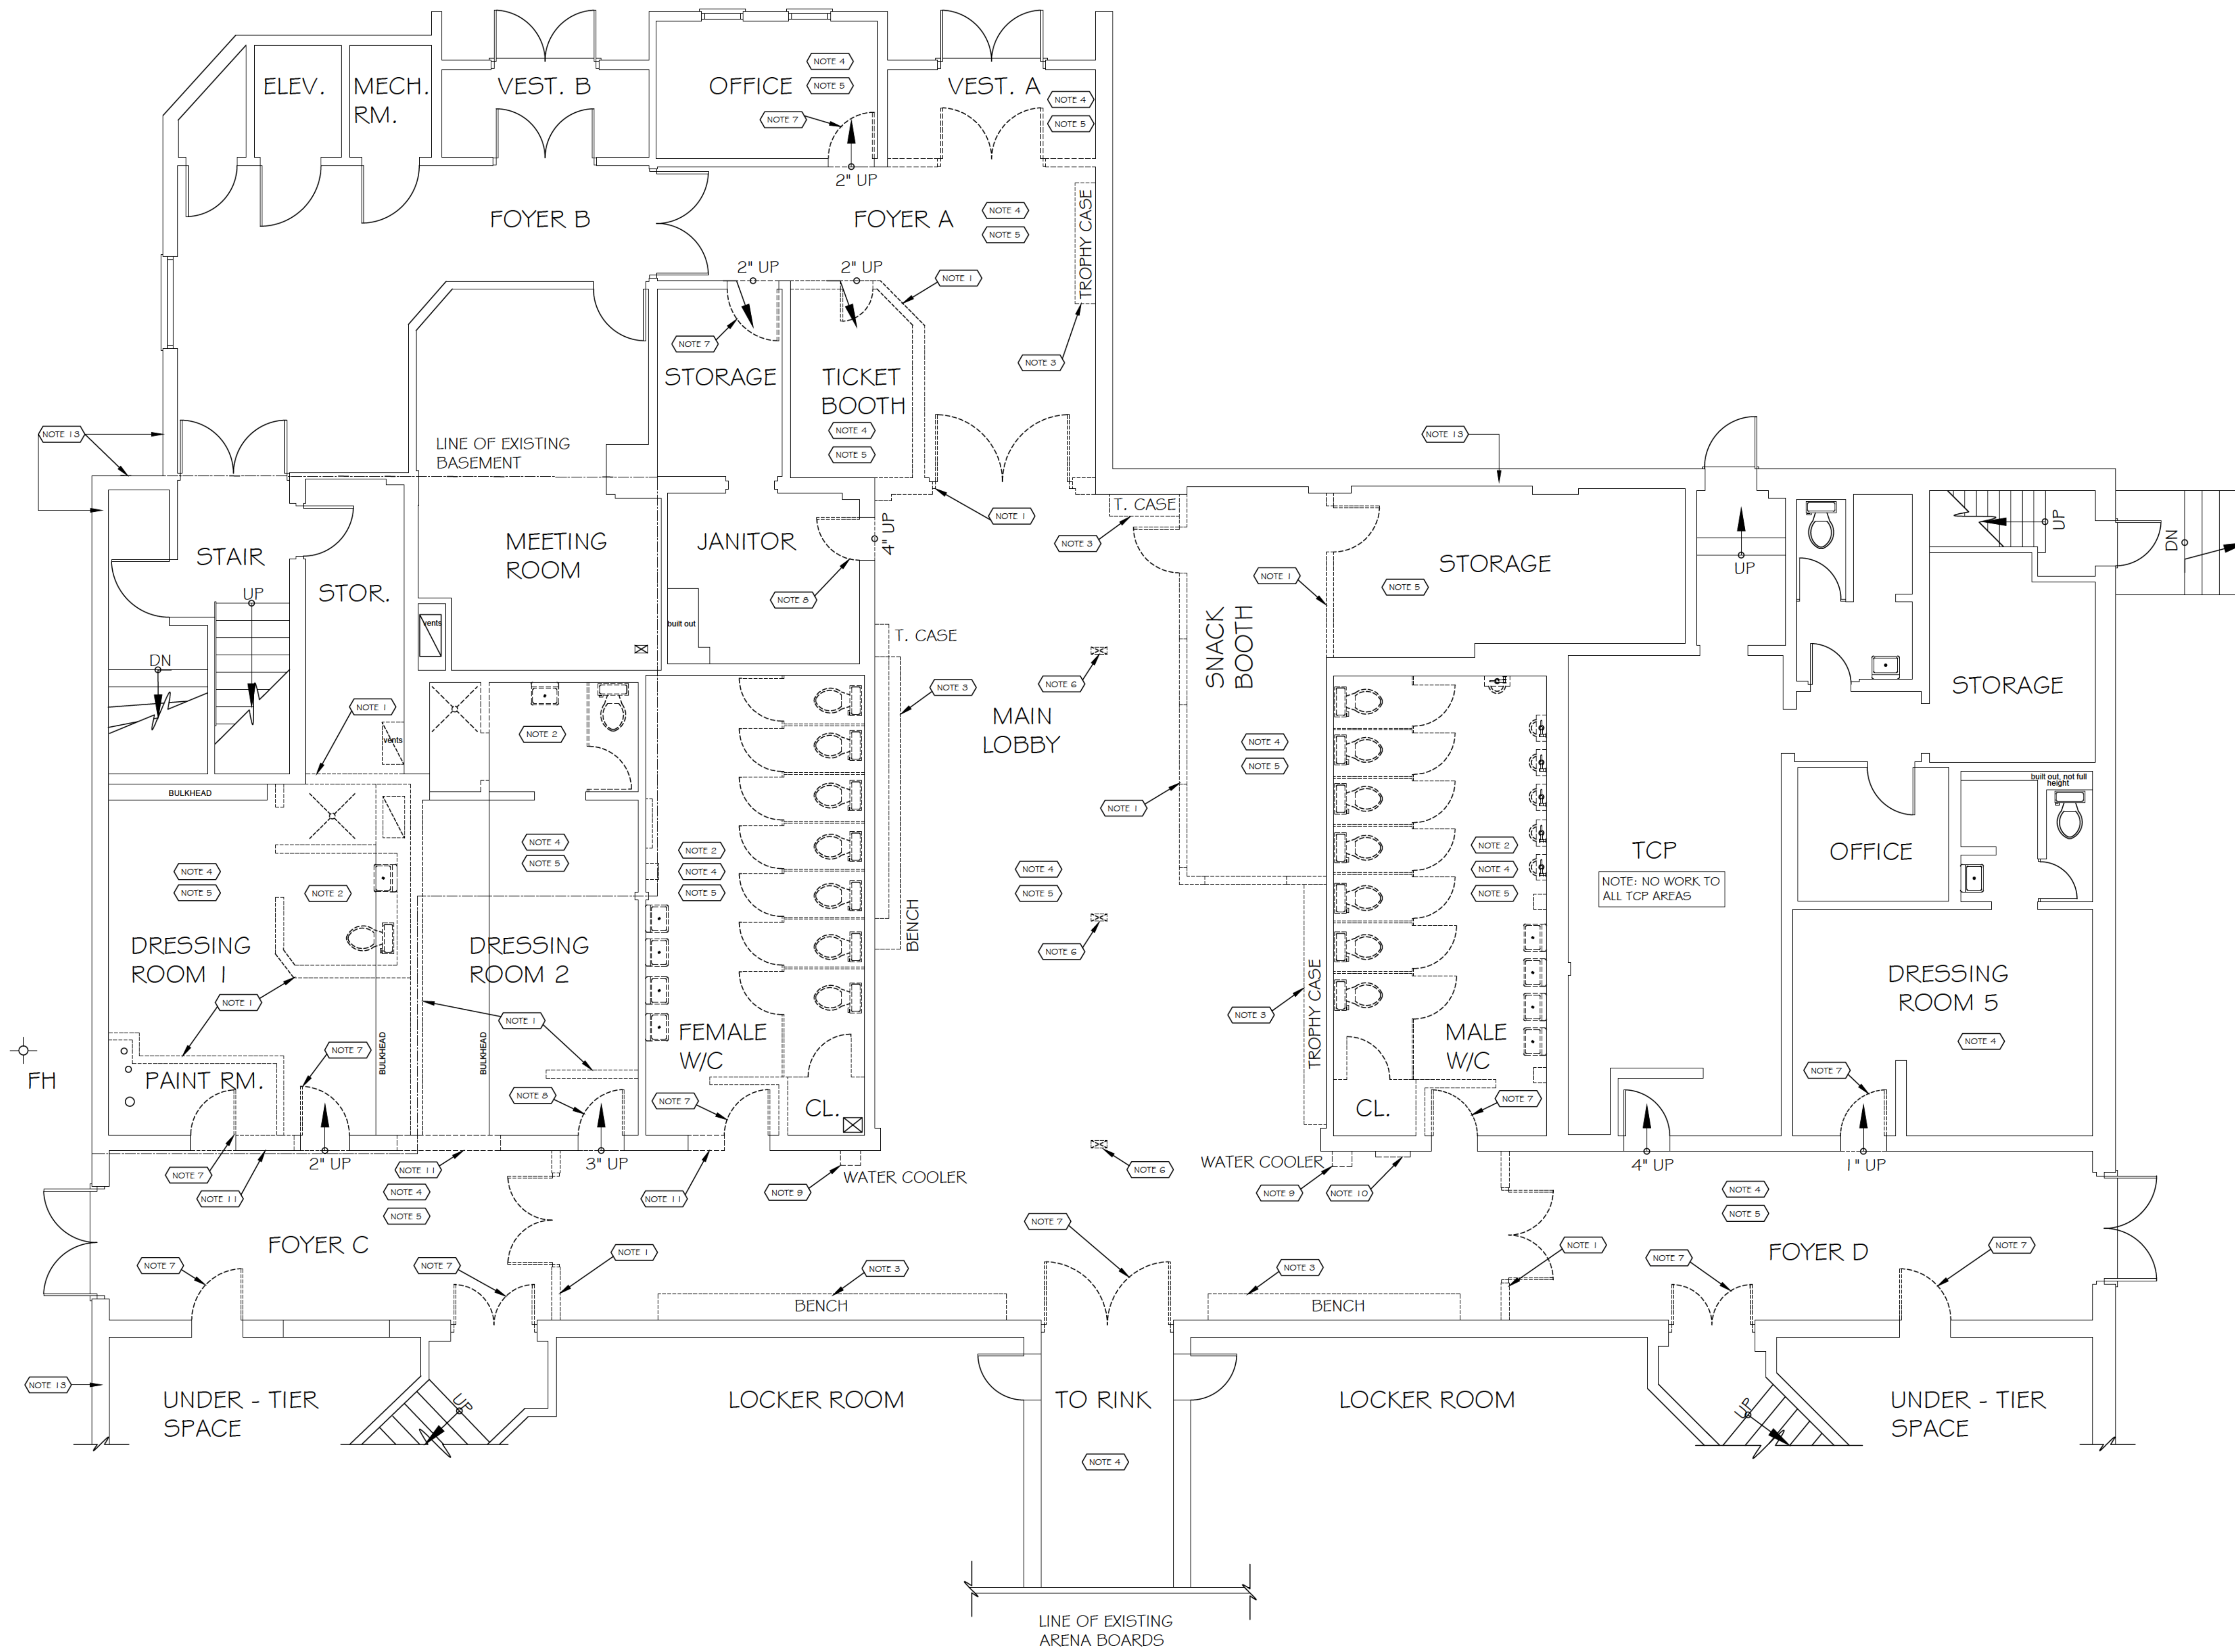 ELEV.
MECH.
RM.
VEST. B
OFFICE
NOTE 4
NOTE 5
NOTE 7
VEST. A
NOTE 4
NOTE 5
2" UP
FOYER B
FOYER A
NOTE 4
NOTE 5
TROPHY CASE
2" UP
2" UP
NOTE 1
NOTE 7
NOTE 3
STORAGE
TICKET
BOOTH
NOTE 4
NOTE 5
NOTE 13
LINE OF EXISTING
BASEMENT
NOTE 13
T. CASE
NOTE 1
NOTE 3
STAIR
UP
DN
STOR.
MEETING
ROOM
vents
JANITOR
4" UP
NOTE 8
built out
T. CASE
NOTE 3
NOTE 6
MAIN
LOBBY
SNACK
BOOTH
NOTE 1
STORAGE
NOTE 5
UP
UP
DN
STORAGE
NOTE 1
vents
NOTE 2
NOTE 4
NOTE 5
NOTE 1
BULKHEAD
NOTE 4
NOTE 5
NOTE 2
NOTE 4
NOTE 5
NOTE 2
NOTE 4
NOTE 5
NOTE 4
NOTE 5
NOTE 2
NOTE 4
NOTE 5
TCP
NOTE: NO WORK TO
ALL TCP AREAS
OFFICE
built out, not full
height
DRESSING
ROOM 1
NOTE 1
DRESSING
ROOM 2
NOTE 1
BENCH
NOTE 6
NOTE 3
TROPHY CASE
DRESSING
ROOM 5
NOTE 4
FH
PAINT RM.
NOTE 7
BULKHEAD
BULKHEAD
NOTE 8
FEMALE
W/C
NOTE 7
CL.
MALE
W/C
CL.
NOTE 7
NOTE 7
NOTE 7
NOTE 11
2" UP
NOTE 11
NOTE 4
NOTE 5
3" UP
NOTE 11
NOTE 9
WATER COOLER
NOTE 6
WATER COOLER
NOTE 9
NOTE 10
4" UP
1" UP
NOTE 4
NOTE 5
FOYER C
NOTE 7
NOTE 7
NOTE 1
NOTE 3
BENCH
NOTE 7
NOTE 3
BENCH
NOTE 1
NOTE 7
FOYER D
NOTE 7
NOTE 13
UNDER - TIER
SPACE
UP
LOCKER ROOM
TO RINK
NOTE 4
LOCKER ROOM
UP
UNDER - TIER
SPACE
LINE OF EXISTING
ARENA BOARDS